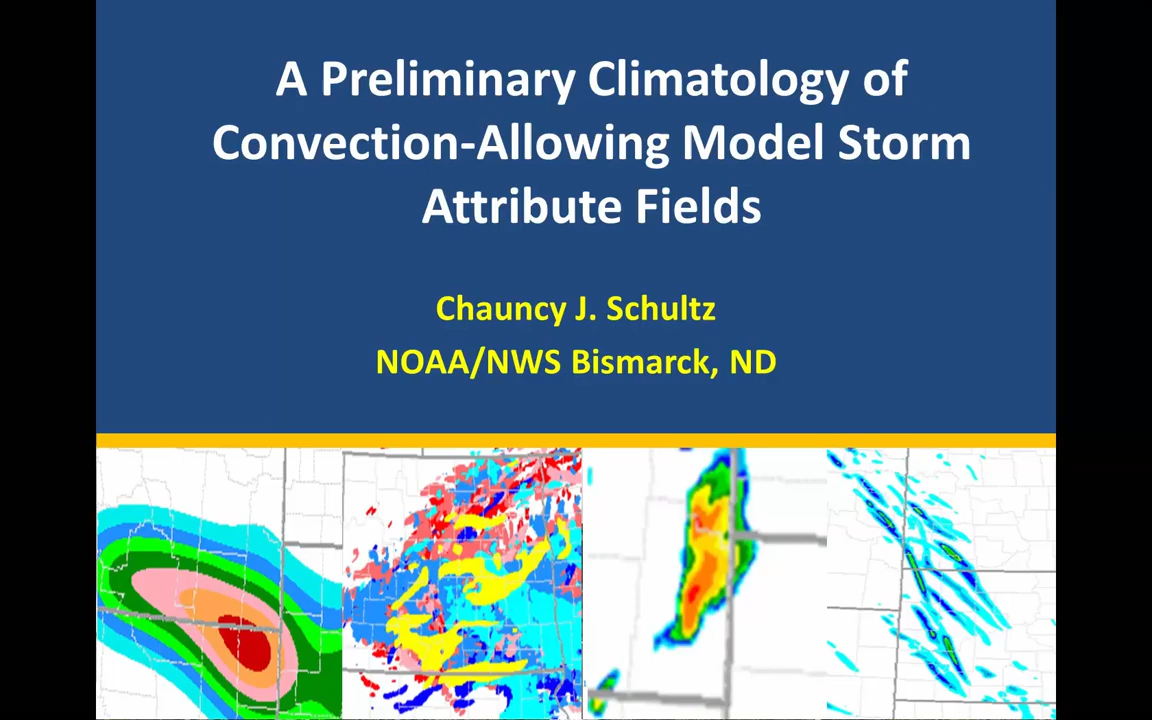 A Preliminary Climatology of
Convection-Allowing Model Storm
Attribute Fields
Chauncy J. Schultz
NOAA/NWS Bismarck, ND